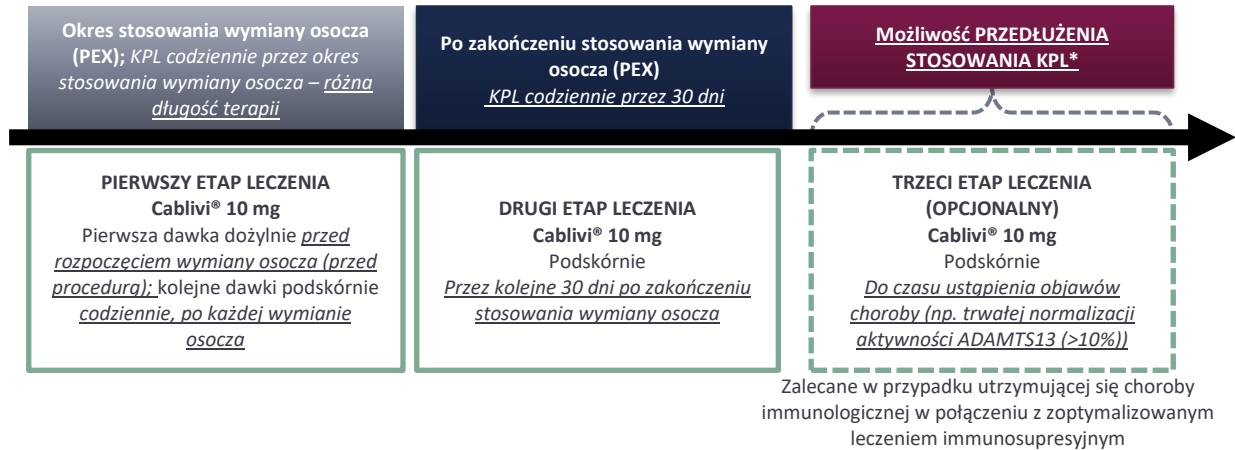 Okres stosowania wymiany osocza
(PEX); KPL codziennie przez okres
stosowania wymiany osocza – różna
długość terapii
Po zakończeniu stosowania wymiany
osocza (PEX)
KPL codziennie przez 30 dni
Możliwość PRZEDŁUŻENIA
STOSOWANIA KPL*
PIERWSZY ETAP LECZENIA
Cablivi® 10 mg
Pierwsza dawka dożylnie przed
rozpoczęciem wymiany osocza (przed
procedurą); kolejne dawki podskórnie
codziennie, po każdej wymianie
osocza
DRUGI ETAP LECZENIA
Cablivi® 10 mg
Podskórnie
Przez kolejne 30 dni po zakończeniu
stosowania wymiany osocza
TRZECI ETAP LECZENIA
(OPCJONALNY)
Cablivi® 10 mg
Podskórnie
Do czasu ustąpienia objawów
choroby (np. trwałej normalizacji
aktywności ADAMTS13 (>10%))
Zalecane w przypadku utrzymującej się choroby
immunologicznej w połączeniu z zoptymalizowanym
leczeniem immunosupresyjnym